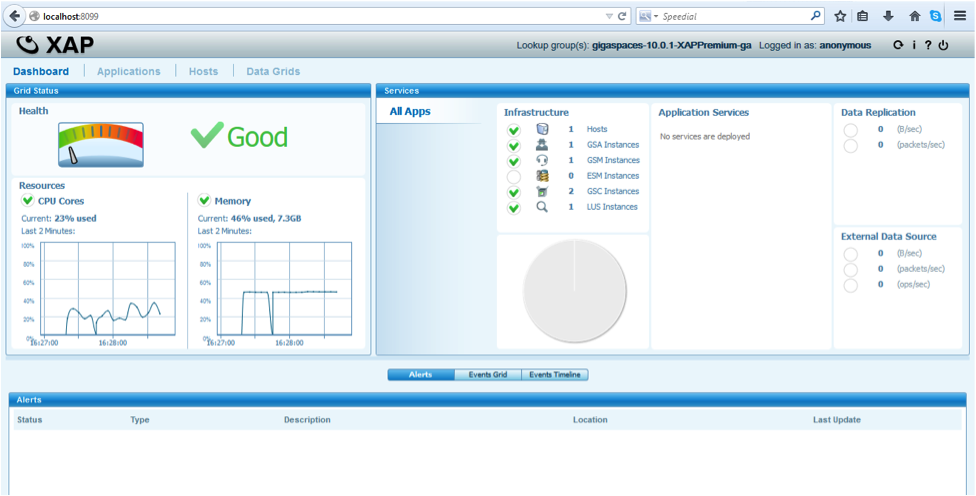 localhost:8099
Speedial
XAP
Lookup group(s): gigaspaces-10.0.1-XAPPremium-ga Logged in as: anonymous
Dashboard Applications Hosts Data Grids
Grid Status
Health
Good
Resources
CPU Cores
Current: 23% used
Last 2 Minutes:
100%
80%
60%
40%
20%
0%
16:27:00 16:28:00
Memory
Current: 46% used, 7.3GB
Last 2 Minutes:
100%
80%
60%
40%
20%
0%
16:27:00 16:28:00
Services
All Apps
Infrastructure
1 Hosts
1 GSA Instances
1 GSM Instances
0 ESM Instances
2 GSC Instances
1 LUS Instances
Application Services
No services are deployed
Data Replication
0 (B/sec)
0 (packets/sec)
External Data Source
0 (B/sec)
0 (packets/sec)
0 (ops/sec)
Alerts Events Grid Events Timeline
Alerts
Status Type Description Location Last Update